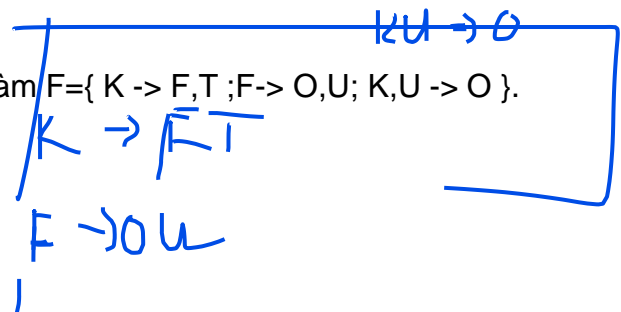 KU → O
àm F={ K -> F,T ;F-> O,U; K,U -> O }.
K → FT
F → OU